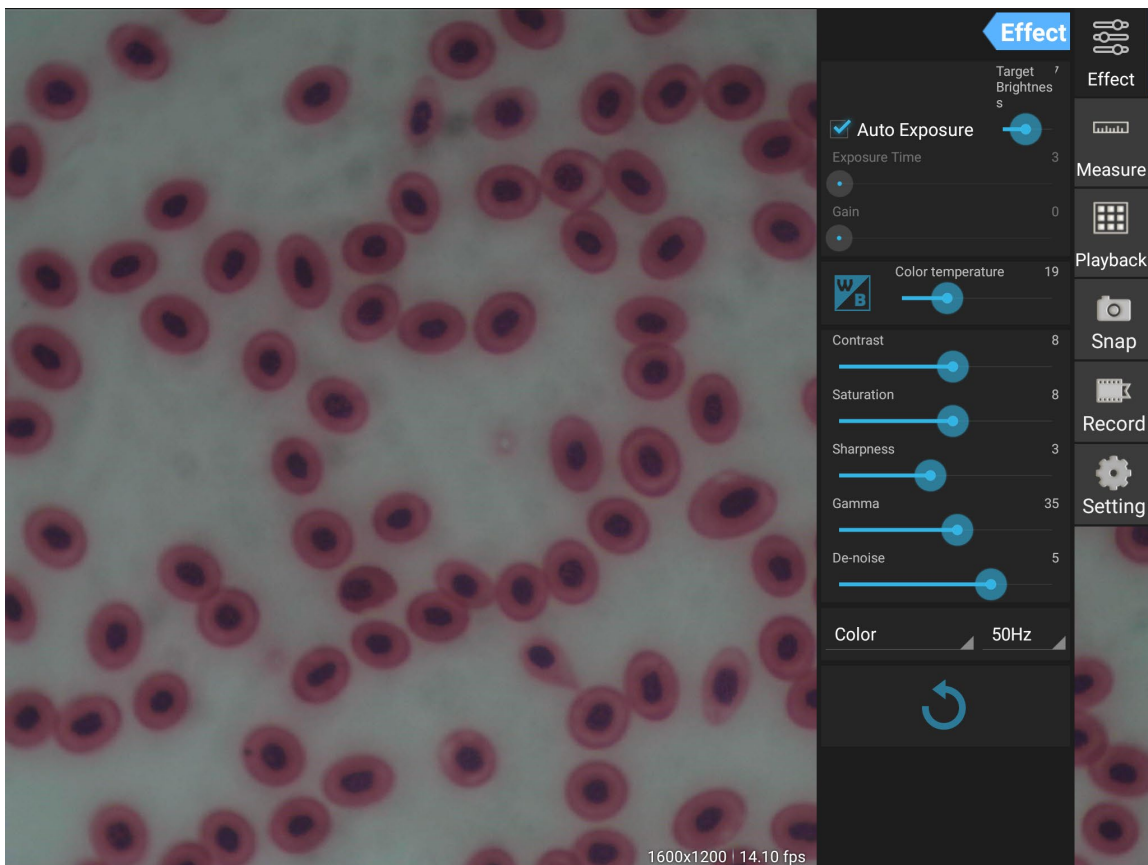 Effect
Target
Brightnes
s
Auto Exposure
Exposure Time 3
Gain 0
W
B
Color temperature 19
Contrast 8
Saturation 8
Sharpness 3
Gamma 35
De-noise 5
Color 50Hz
1600x1200 | 14.10 fps
Effect
Measure
Playback
Snap
Record
Setting